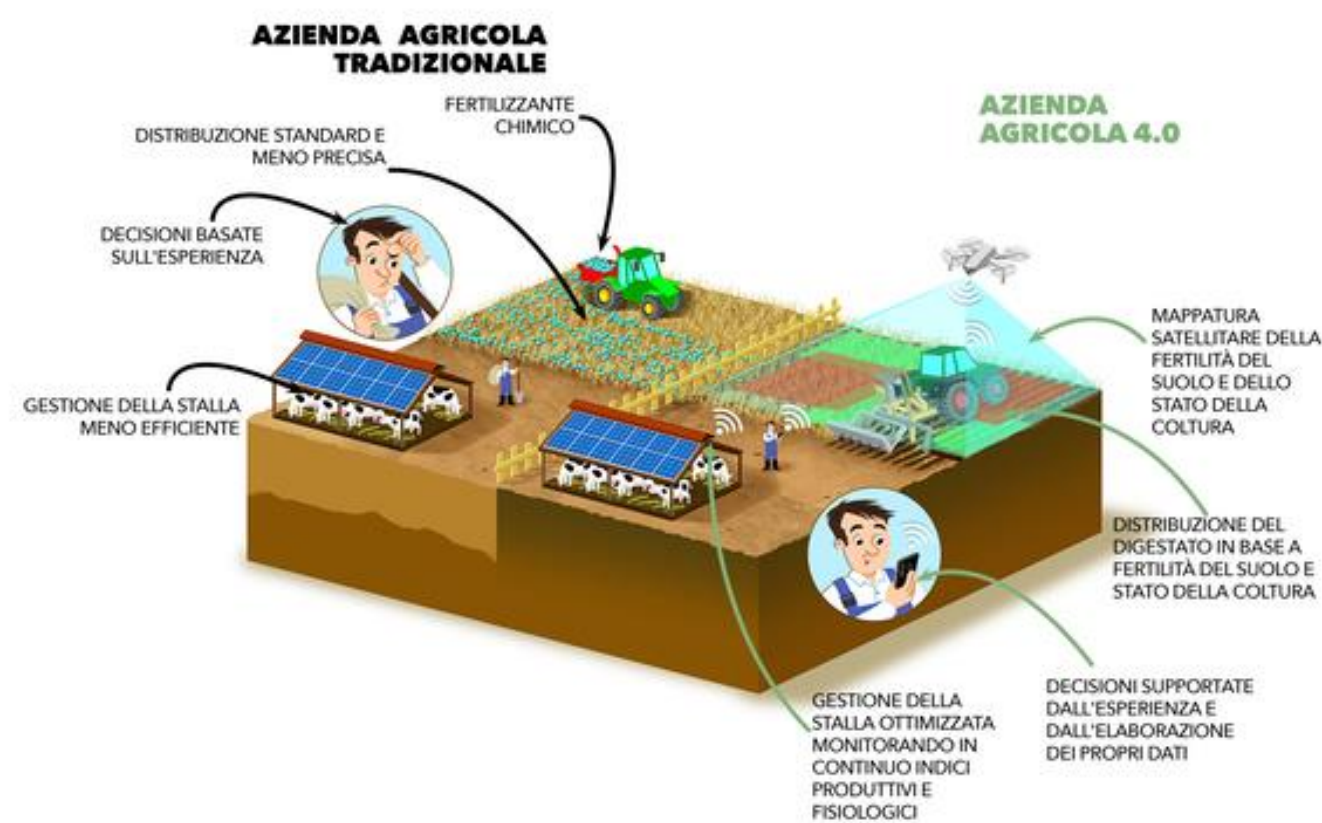 AZIENDA AGRICOLA
TRADIZIONALE
FERTILIZZANTE
CHIMICO
DISTRIBUZIONE STANDARD E
MENO PRECISA
DECISIONI BASATE
SULL'ESPERIENZA
GESTIONE DELLA STALLA
MENO EFFICIENTE
AZIENDA
AGRICOLA 4.0
MAPPATURA
SATELLITARE DELLA
FERTILITÀ DEL
SUOLO E DELLO
STATO DELLA
COLTURA
DISTRIBUZIONE DEL
DIGESTATO IN BASE A
FERTILITÀ DEL SUOLO E
STATO DELLA COLTURA
DECISIONI SUPPORTATE
DALL'ESPERIENZA E
DALL'ELABORAZIONE
DEI PROPRI DATI
GESTIONE DELLA
STALLA OTTIMIZZATA
MONITORANDO IN
CONTINUO INDICI
PRODUTTIVI E
FISIOLOGICI